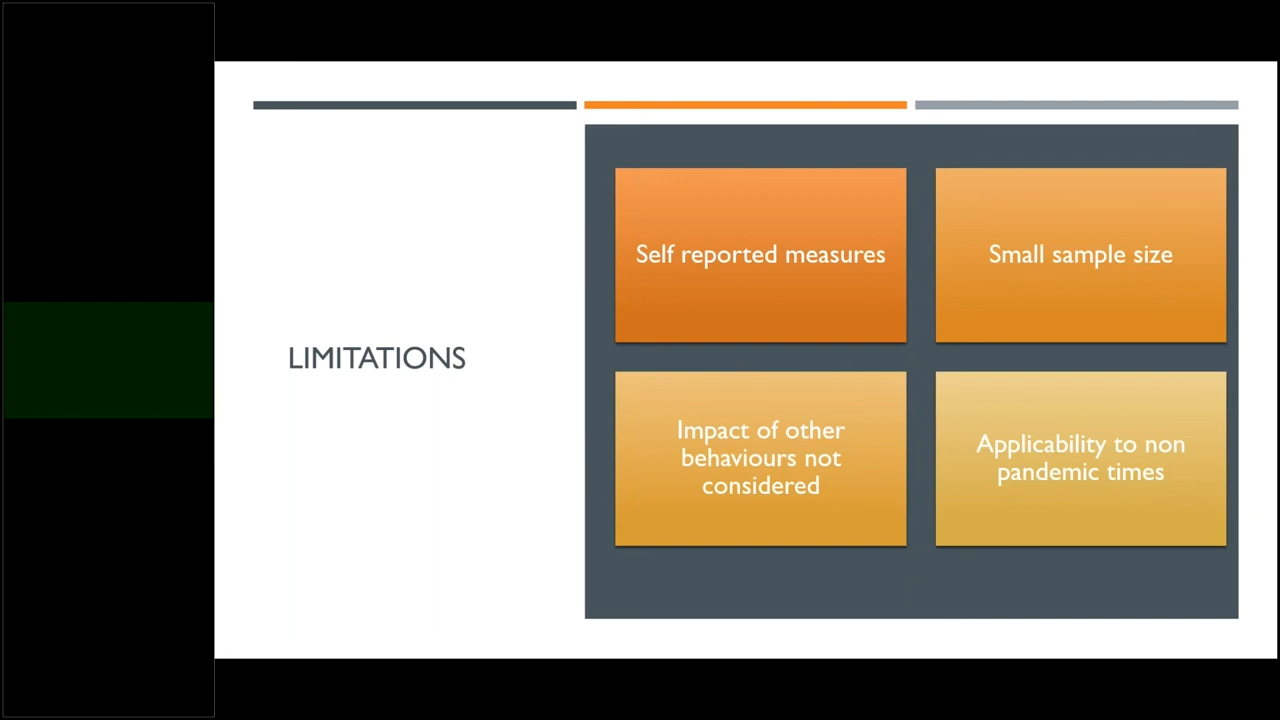 LIMITATIONS
Self reported measures
Small sample size
Impact of other
behaviours not
considered
Applicability to non
pandemic times